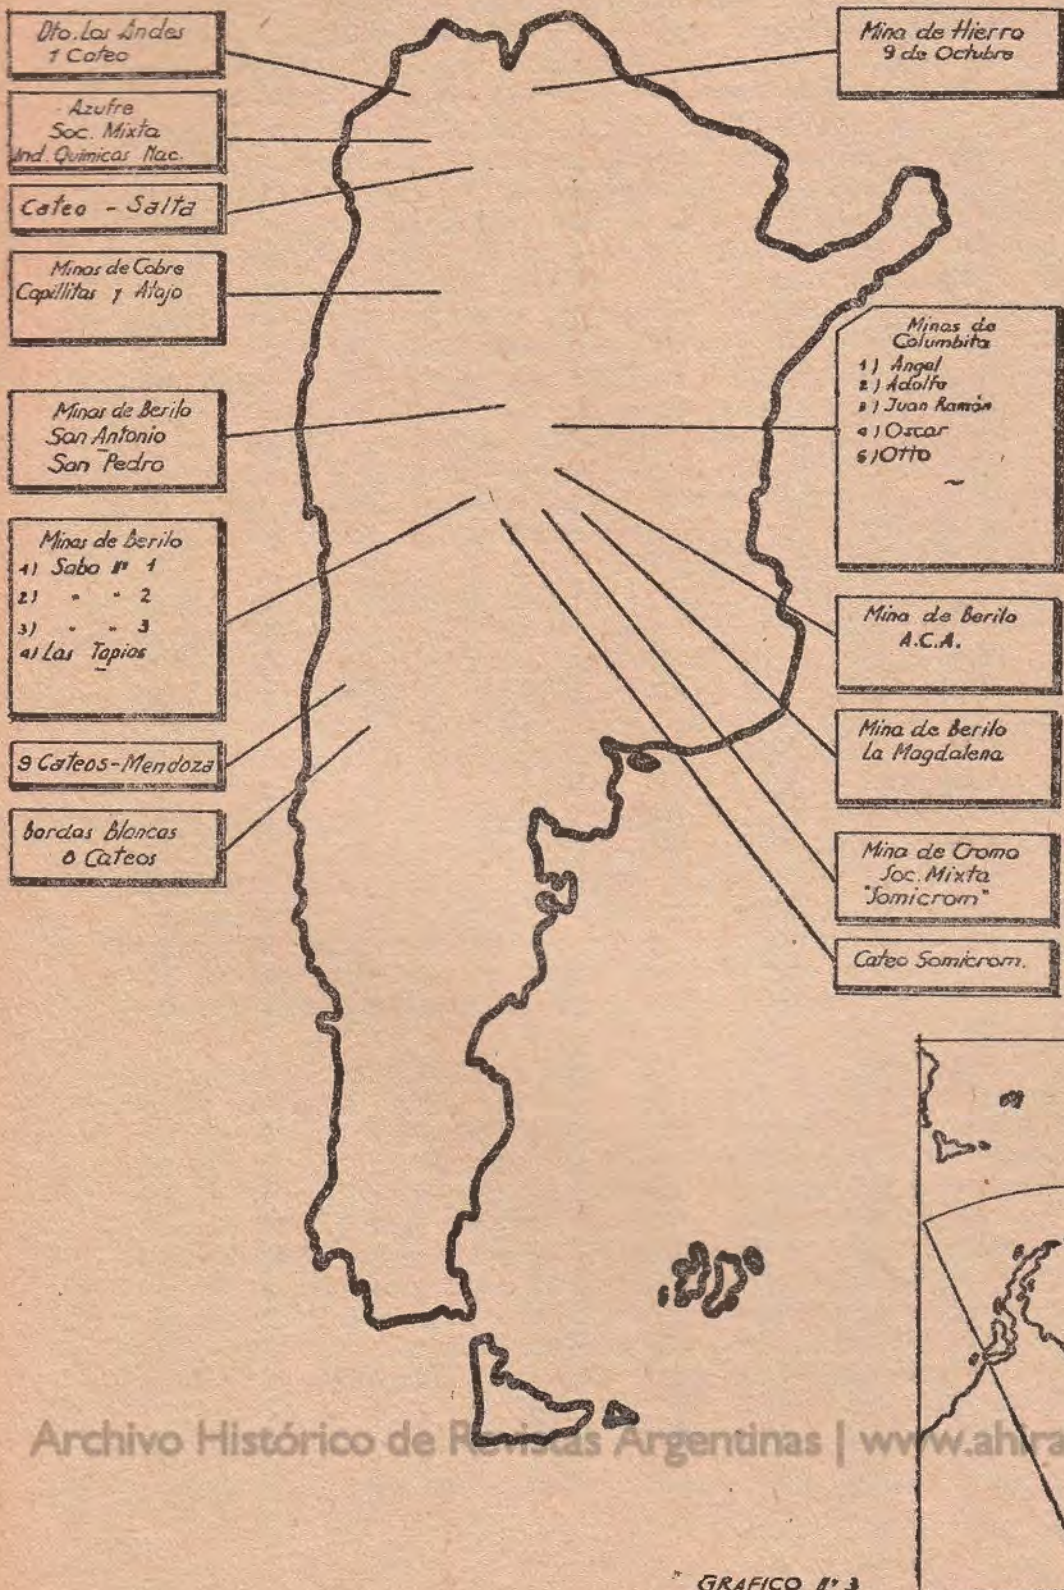 Dto. Los Andes
1 Cateo
- Azufre
Soc. Mixta
Ind. Químicas Nac.
Cateo - Salta
Minas de Cobre
Capillitas y Atajo
Minas de Berilo
San Antonio
San Pedro
Minas de Berilo
1) Sabo Nº 1
2) " " 2
3) " " 3
4) Las Tapias
9 Cateos-Mendoza
Bardas Blancas
Cateos
Mina de Hierro
9 de Octubre
Minas de
Columbita
1) Angel
2) Adolfo
3) Juan Ramón
4) Oscar
5) Otto
Mina de Berilo
A.C.A.
Mina de Berilo
La Magdalena
Mina de Cromo
Soc. Mixta
"Somicrom"
Cateo Somicrom.
Archivo Histórico de Revistas Argentinas | www.ahira
GRAFICO Nº 3